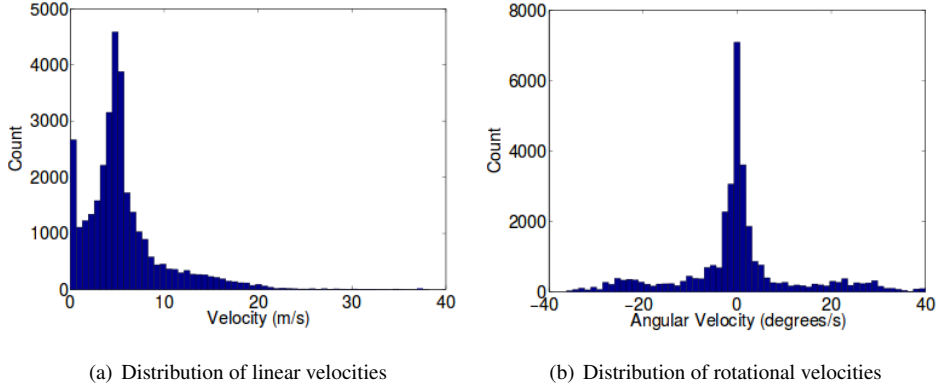 5000
4000
3000
2000
1000
0
Count
0 10 20 30 40
Velocity (m/s)
(a) Distribution of linear velocities
8000
6000
4000
2000
0
Count
−40 −20 0 20 40
Angular Velocity (degrees/s)
(b) Distribution of rotational velocities